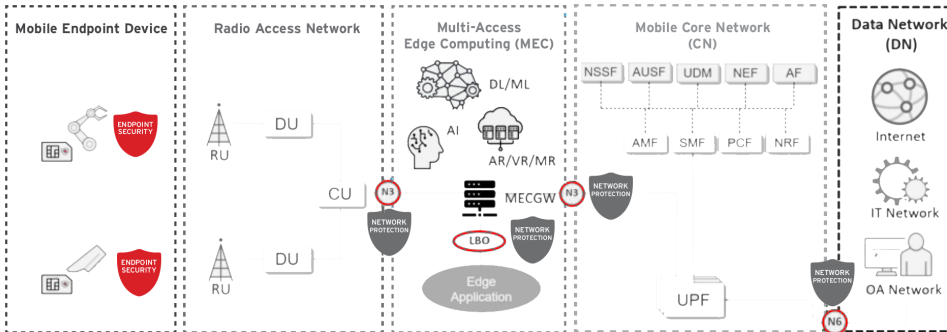 Mobile Endpoint Device
ENDPOINT
SECURITY
ENDPOINT
SECURITY
Radio Access Network
RU
DU
CU
RU
DU
Multi-Access
Edge Computing (MEC)
DL/ML
AI
AR/VR/MR
N3
NETWORK
PROTECTION
MECGW
LBO
NETWORK
PROTECTION
Edge
Application
Mobile Core Network
(CN)
NSSF
AUSF
UDM
NEF
AF
AMF
SMF
PCF
NRF
N3
NETWORK
PROTECTION
UPF
Data Network
(DN)
Internet
IT Network
NETWORK
PROTECTION
OA Network
N6